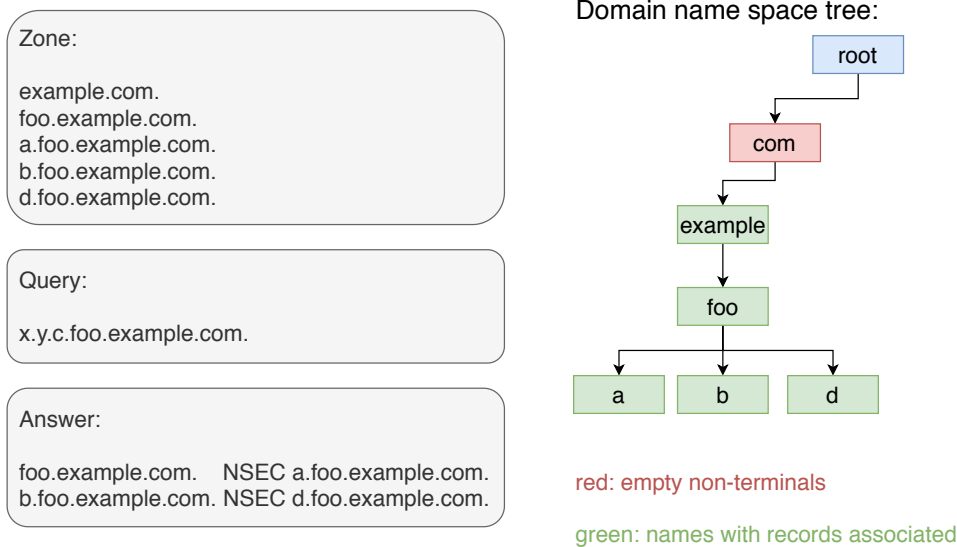 Zone:
example.com.
foo.example.com.
a.foo.example.com.
b.foo.example.com.
d.foo.example.com.
Query:
x.y.c.foo.example.com.
Answer:
foo.example.com. NSEC a.foo.example.com.
b.foo.example.com. NSEC d.foo.example.com.
Domain name space tree:
root
com
example
foo
a b d
red: empty non-terminals
green: names with records associated